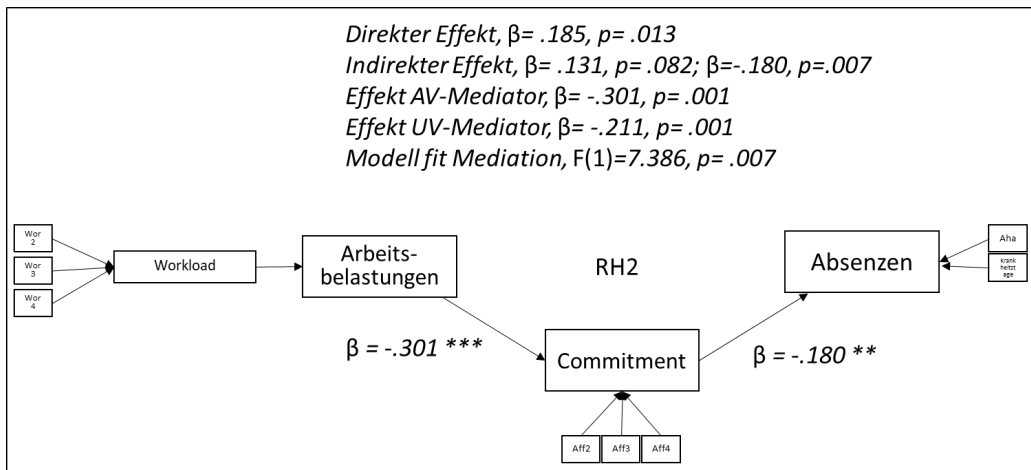 Direkter Effekt, β= .185, p= .013
Indirekter Effekt, β= .131, p= .082; β=-.180, p=.007
Effekt AV-Mediator, β= -.301, p= .001
Effekt UV-Mediator, β= -.211, p= .001
Modell fit Mediation, F(1)=7.386, p= .007
Wor
2
Wor
3
Wor
4
Workload
Arbeits-
belastungen
RH2
Absenzen
Aha
Krank
heitst
age
β = -.301 ***
Commitment
β = -.180 **
Aff2
Aff3
Aff4